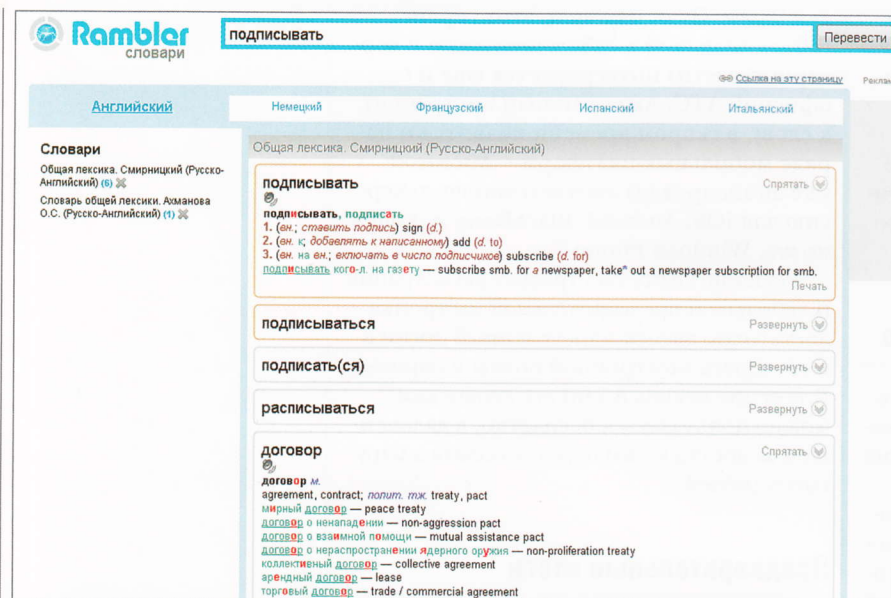 Rambler
словари
подписывать
Перевести
Ссылка на эту страницу
Реклам
Английский
Немецкий
Французский
Испанский
Итальянский
Словари
Общая лексика. Смирницкий (Русско-
Английский) (6)
Словарь общей лексики. Ахманова
О.С. (Русско-Английский) (1)
Общая лексика. Смирницкий (Русско-Английский)
подписывать
Спрятать
подписывать, подписать
1. (вн.; ставить подпись) sign (d.)
2. (вн. к; добавлять к написанному) add (d. to)
3. (вн. на вн.; включать в число подписчиков) subscribe (d. for)
подписывать кого-л. на газету — subscribe smb. for a newspaper, take* out a newspaper subscription for smb.
Печать
подписываться
Развернуть
подписать(ся)
Развернуть
расписываться
Развернуть
договор
Спрятать
договор м.
agreement, contract; полит. тж. treaty, pact
мирный договор — peace treaty
договор о ненападении — non-aggression pact
договор о взаимной помощи — mutual assistance pact
договор о нераспространении ядерного оружия — non-proliferation treaty
коллективный договор — collective agreement
арендный договор — lease
торговый договор — trade / commercial agreement